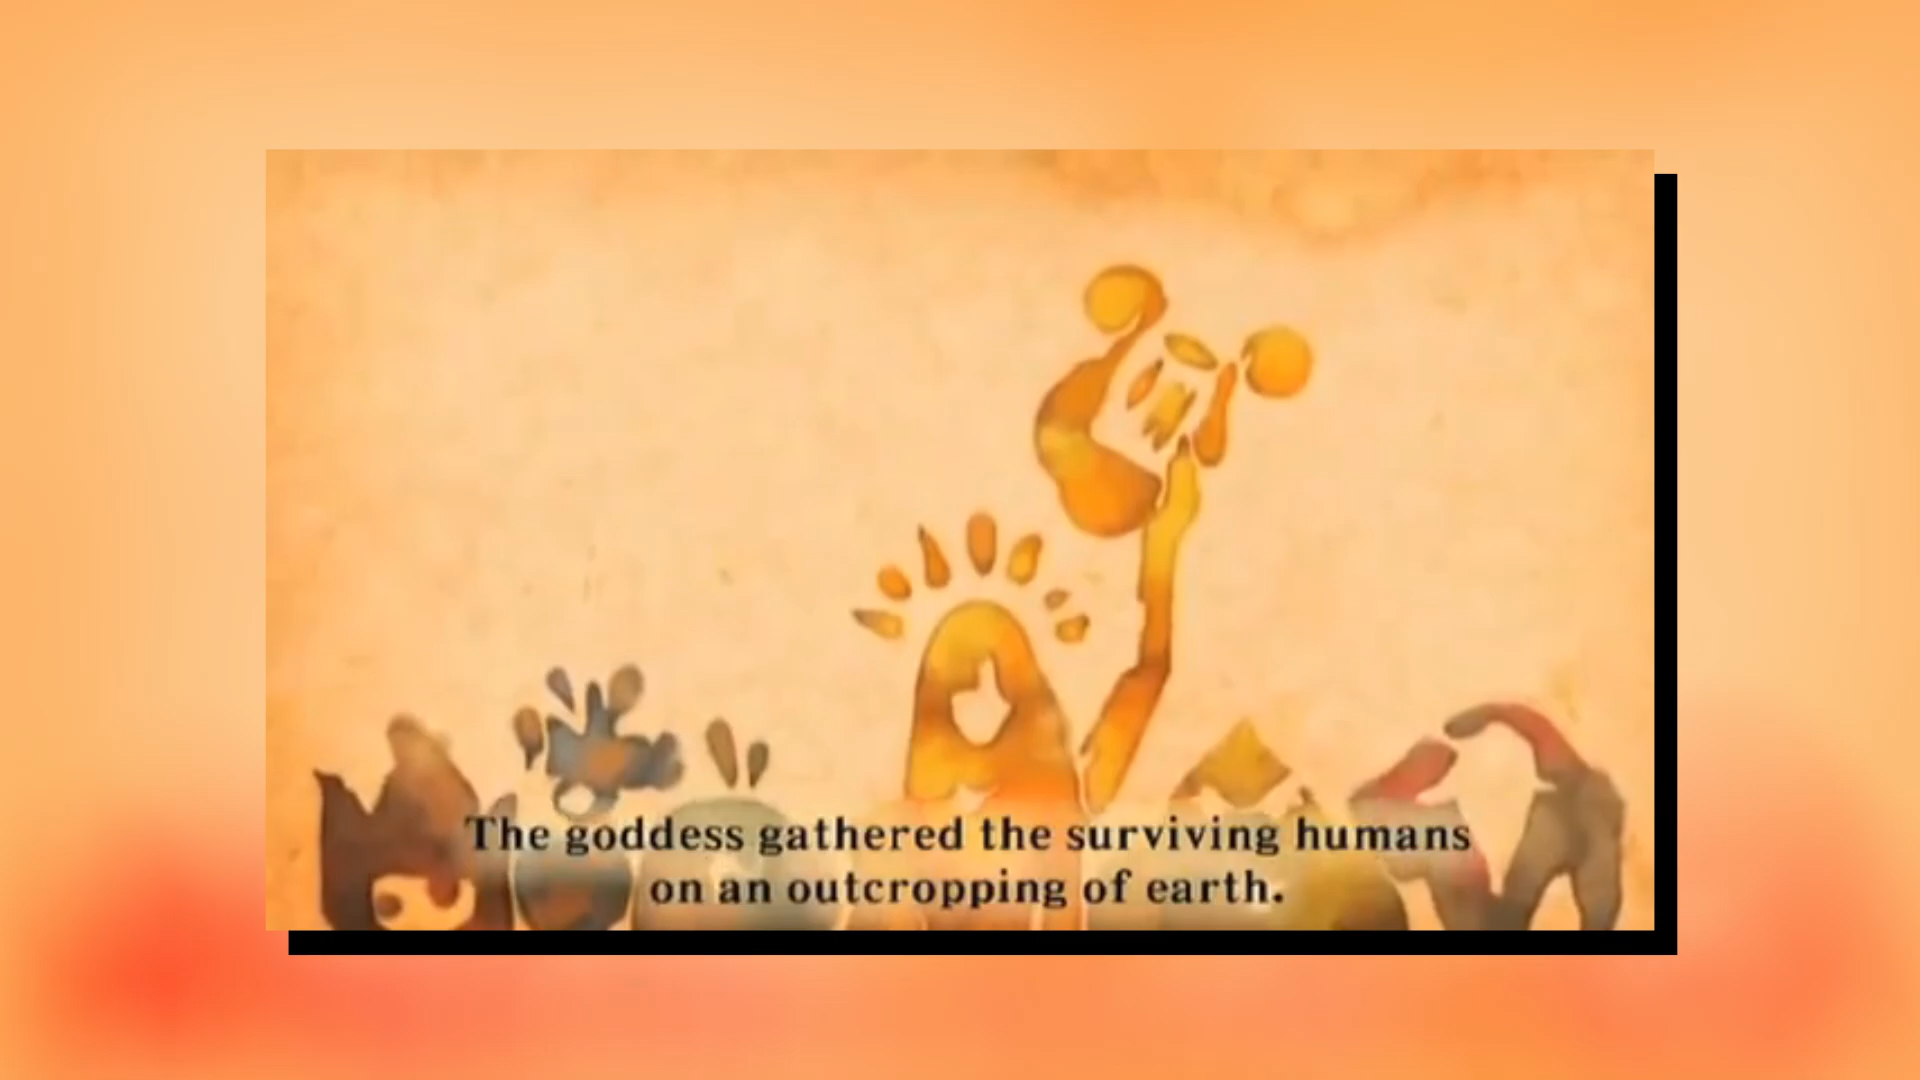 The goddess gathered the surviving humans
on an outcropping of earth.